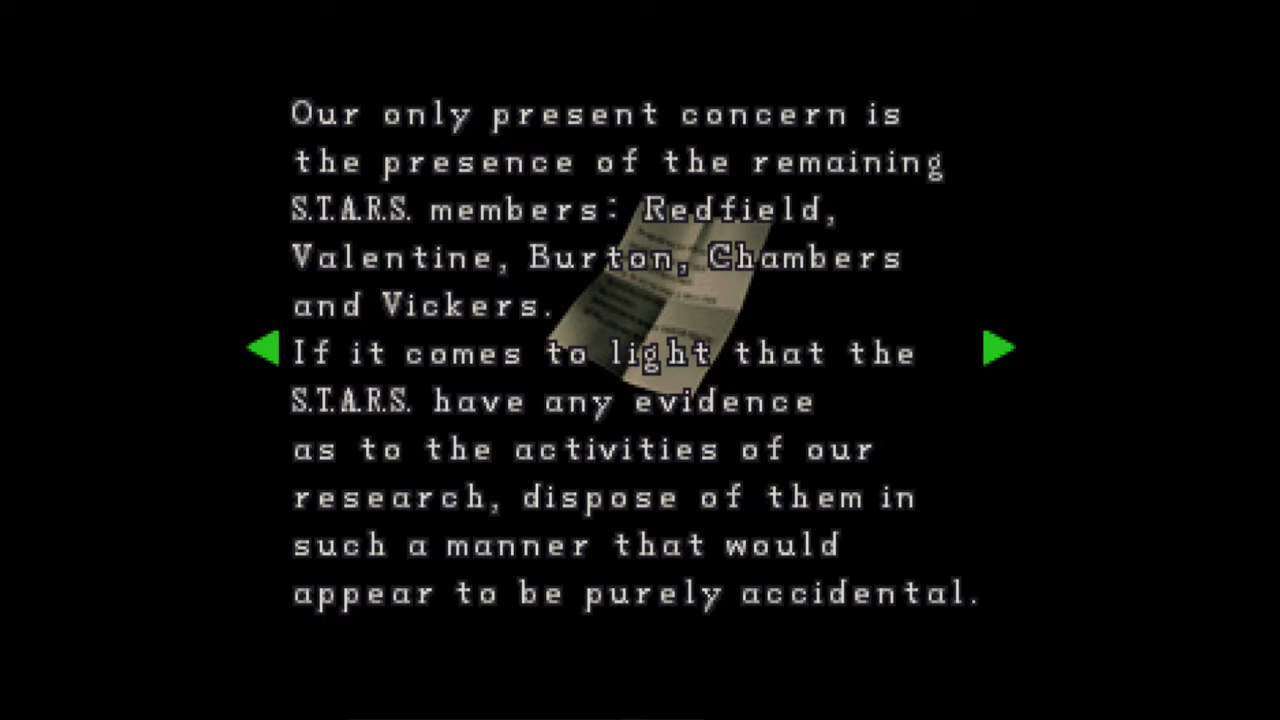 Our only present concern is
the presence of the remaining
S.T.A.R.S. members: Redfield,
Valentine, Burton, Chambers
and Vickers.
If it comes to light that the
S.T.A.R.S. have any evidence
as to the activities of our
research, dispose of them in
such a manner that would
appear to be purely accidental.